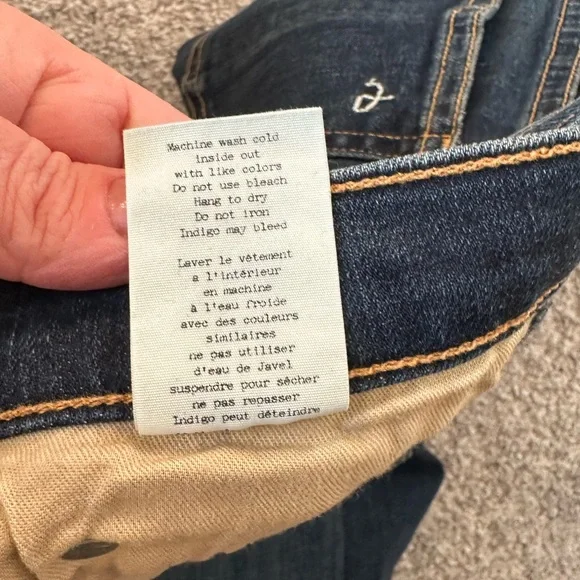 Machine wash cold
inside out
with like colors
Do not use bleach
Hang to dry
Do not iron
Indigo may bleed
Laver le vêtement
a l'intérieur
en machine
à l'eau froide
avec des couleurs
similaires
ne pas utiliser
d'eau de Javel
suspendre pour sécher
ne pas repasser
Indigo peut déteindre